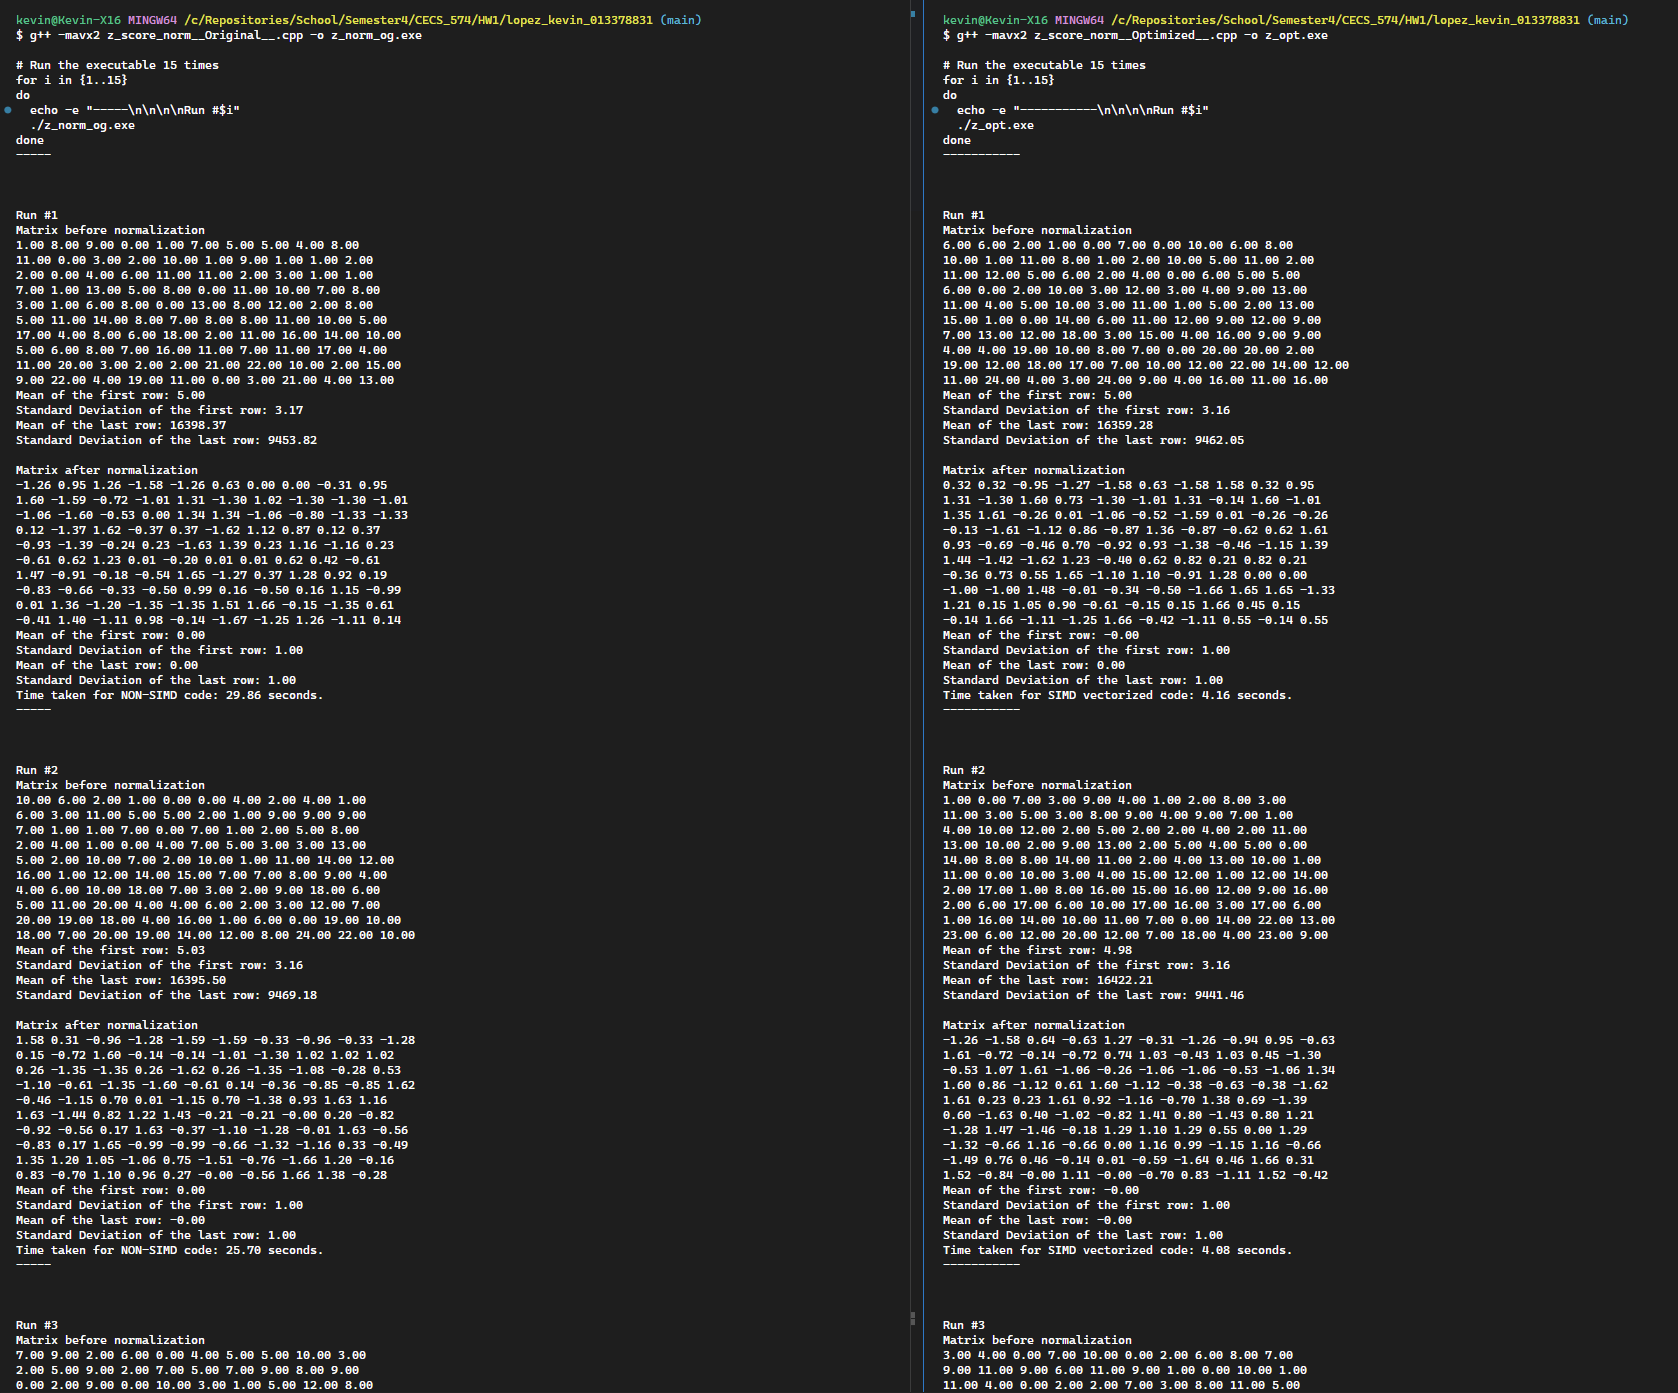 kevin@Kevin-X16 MINGW64 /c/Repositories/School/Semester4/CECS_574/HW1/lopez_kevin_013378831 (main)
$ g++ -mavx2 z_score_norm__Original__.cpp -o z_norm_og.exe
# Run the executable 15 times
for i in {1..15}
do
echo -e "-----\n\n\n\nRun #$i"
./z_norm_og.exe
done
-----
Run #1
Matrix before normalization
1.00 8.00 9.00 0.00 1.00 7.00 5.00 5.00 4.00 8.00
11.00 0.00 3.00 2.00 10.00 1.00 9.00 1.00 1.00 2.00
2.00 0.00 4.00 6.00 11.00 11.00 2.00 3.00 1.00 1.00
7.00 1.00 13.00 5.00 8.00 0.00 11.00 10.00 7.00 8.00
3.00 1.00 6.00 8.00 0.00 13.00 8.00 12.00 2.00 8.00
5.00 11.00 14.00 8.00 7.00 8.00 8.00 11.00 10.00 5.00
17.00 4.00 8.00 6.00 18.00 2.00 11.00 16.00 14.00 10.00
5.00 6.00 8.00 7.00 16.00 11.00 7.00 11.00 17.00 4.00
11.00 20.00 3.00 2.00 2.00 21.00 22.00 10.00 2.00 15.00
9.00 22.00 4.00 19.00 11.00 0.00 3.00 21.00 4.00 13.00
Mean of the first row: 5.00
Standard Deviation of the first row: 3.17
Mean of the last row: 16398.37
Standard Deviation of the last row: 9453.82
Matrix after normalization
-1.26 0.95 1.26 -1.58 -1.26 0.63 0.00 0.00 -0.31 0.95
1.60 -1.59 -0.72 -1.01 1.31 -1.30 1.02 -1.30 -1.30 -1.01
-1.06 -1.60 -0.53 0.00 1.34 1.34 -1.06 -0.80 -1.33 -1.33
0.12 -1.37 1.62 -0.37 0.37 -1.62 1.12 0.87 0.12 0.37
-0.93 -1.39 -0.24 0.23 -1.63 1.39 0.23 1.16 -1.16 0.23
-0.61 0.62 1.23 0.01 -0.20 0.01 0.01 0.62 0.42 -0.61
1.47 -0.91 -0.18 -0.54 1.65 -1.27 0.37 1.28 0.92 0.19
-0.83 -0.66 -0.33 -0.50 0.99 0.16 -0.50 0.16 1.15 -0.99
0.01 1.36 -1.20 -1.35 -1.35 1.51 1.66 -0.15 -1.35 0.61
-0.41 1.40 -1.11 0.98 -0.14 -1.67 -1.25 1.26 -1.11 0.14
Mean of the first row: 0.00
Standard Deviation of the first row: 1.00
Mean of the last row: 0.00
Standard Deviation of the last row: 1.00
Time taken for NON-SIMD code: 29.86 seconds.
-----
Run #2
Matrix before normalization
10.00 6.00 2.00 1.00 0.00 0.00 4.00 2.00 4.00 1.00
6.00 3.00 11.00 5.00 5.00 2.00 1.00 9.00 9.00 9.00
7.00 1.00 1.00 7.00 0.00 7.00 1.00 2.00 5.00 8.00
2.00 4.00 1.00 0.00 4.00 7.00 5.00 3.00 3.00 13.00
5.00 2.00 10.00 7.00 2.00 10.00 1.00 11.00 14.00 12.00
16.00 1.00 12.00 14.00 15.00 7.00 7.00 8.00 9.00 4.00
4.00 6.00 10.00 18.00 7.00 3.00 2.00 9.00 18.00 6.00
5.00 11.00 20.00 4.00 4.00 6.00 2.00 3.00 12.00 7.00
20.00 19.00 18.00 4.00 16.00 1.00 6.00 0.00 19.00 10.00
18.00 7.00 20.00 19.00 14.00 12.00 8.00 24.00 22.00 10.00
Mean of the first row: 5.03
Standard Deviation of the first row: 3.16
Mean of the last row: 16395.50
Standard Deviation of the last row: 9469.18
Matrix after normalization
1.58 0.31 -0.96 -1.28 -1.59 -1.59 -0.33 -0.96 -0.33 -1.28
0.15 -0.72 1.60 -0.14 -0.14 -1.01 -1.30 1.02 1.02 1.02
0.26 -1.35 -1.35 0.26 -1.62 0.26 -1.35 -1.08 -0.28 0.53
-1.10 -0.61 -1.35 -1.60 -0.61 0.14 -0.36 -0.85 -0.85 1.62
-0.46 -1.15 0.70 0.01 -1.15 0.70 -1.38 0.93 1.63 1.16
1.63 -1.44 0.82 1.22 1.43 -0.21 -0.21 -0.00 0.20 -0.82
-0.92 -0.56 0.17 1.63 -0.37 -1.10 -1.28 -0.01 1.63 -0.56
-0.83 0.17 1.65 -0.99 -0.99 -0.66 -1.32 -1.16 0.33 -0.49
1.35 1.20 1.05 -1.06 0.75 -1.51 -0.76 -1.66 1.20 -0.16
0.83 -0.70 1.10 0.96 0.27 -0.00 -0.56 1.66 1.38 -0.28
Mean of the first row: 0.00
Standard Deviation of the first row: 1.00
Mean of the last row: -0.00
Standard Deviation of the last row: 1.00
Time taken for NON-SIMD code: 25.70 seconds.
-----
Run #3
Matrix before normalization
7.00 9.00 2.00 6.00 0.00 4.00 5.00 5.00 10.00 3.00
2.00 5.00 9.00 2.00 7.00 5.00 7.00 9.00 8.00 9.00
0.00 2.00 9.00 0.00 10.00 3.00 1.00 5.00 12.00 8.00
kevin@Kevin-X16 MINGW64 /c/Repositories/School/Semester4/CECS_574/HW1/lopez_kevin_013378831 (main)
$ g++ -mavx2 z_score_norm__Optimized__.cpp -o z_opt.exe
# Run the executable 15 times
for i in {1..15}
do
echo -e "-----------\n\n\n\nRun #$i"
./z_opt.exe
done
-----------
Run #1
Matrix before normalization
6.00 6.00 2.00 1.00 0.00 7.00 0.00 10.00 6.00 8.00
10.00 1.00 11.00 8.00 1.00 2.00 10.00 5.00 11.00 2.00
11.00 12.00 5.00 6.00 2.00 4.00 0.00 6.00 5.00 5.00
6.00 0.00 2.00 10.00 3.00 12.00 3.00 4.00 9.00 13.00
11.00 4.00 5.00 10.00 3.00 11.00 1.00 5.00 2.00 13.00
15.00 1.00 0.00 14.00 6.00 11.00 12.00 9.00 12.00 9.00
7.00 13.00 12.00 18.00 3.00 15.00 4.00 16.00 9.00 9.00
4.00 4.00 19.00 10.00 8.00 7.00 0.00 20.00 20.00 2.00
19.00 12.00 18.00 17.00 7.00 10.00 12.00 22.00 14.00 12.00
11.00 24.00 4.00 3.00 24.00 9.00 4.00 16.00 11.00 16.00
Mean of the first row: 5.00
Standard Deviation of the first row: 3.16
Mean of the last row: 16359.28
Standard Deviation of the last row: 9462.05
Matrix after normalization
0.32 0.32 -0.95 -1.27 -1.58 0.63 -1.58 1.58 0.32 0.95
1.31 -1.30 1.60 0.73 -1.30 -1.01 1.31 -0.14 1.60 -1.01
1.35 1.61 -0.26 0.01 -1.06 -0.52 -1.59 0.01 -0.26 -0.26
-0.13 -1.61 -1.12 0.86 -0.87 1.36 -0.87 -0.62 0.62 1.61
0.93 -0.69 -0.46 0.70 -0.92 0.93 -1.38 -0.46 -1.15 1.39
1.44 -1.42 -1.62 1.23 -0.40 0.62 0.82 0.21 0.82 0.21
-0.36 0.73 0.55 1.65 -1.10 1.10 -0.91 1.28 0.00 0.00
-1.00 -1.00 1.48 -0.01 -0.34 -0.50 -1.66 1.65 1.65 -1.33
1.21 0.15 1.05 0.90 -0.61 -0.15 0.15 1.66 0.45 0.15
-0.14 1.66 -1.11 -1.25 1.66 -0.42 -1.11 0.55 -0.14 0.55
Mean of the first row: -0.00
Standard Deviation of the first row: 1.00
Mean of the last row: 0.00
Standard Deviation of the last row: 1.00
Time taken for SIMD vectorized code: 4.16 seconds.
-----------
Run #2
Matrix before normalization
1.00 0.00 7.00 3.00 9.00 4.00 1.00 2.00 8.00 3.00
11.00 3.00 5.00 3.00 8.00 9.00 4.00 9.00 7.00 1.00
4.00 10.00 12.00 2.00 5.00 2.00 2.00 4.00 2.00 11.00
13.00 10.00 2.00 9.00 13.00 2.00 5.00 4.00 5.00 0.00
14.00 8.00 8.00 14.00 11.00 2.00 4.00 13.00 10.00 1.00
11.00 0.00 10.00 3.00 4.00 15.00 12.00 1.00 12.00 14.00
2.00 17.00 1.00 8.00 16.00 15.00 16.00 12.00 9.00 16.00
2.00 6.00 17.00 6.00 10.00 17.00 16.00 3.00 17.00 6.00
1.00 16.00 14.00 10.00 11.00 7.00 0.00 14.00 22.00 13.00
23.00 6.00 12.00 20.00 12.00 7.00 18.00 4.00 23.00 9.00
Mean of the first row: 4.98
Standard Deviation of the first row: 3.16
Mean of the last row: 16422.21
Standard Deviation of the last row: 9441.46
Matrix after normalization
-1.26 -1.58 0.64 -0.63 1.27 -0.31 -1.26 -0.94 0.95 -0.63
1.61 -0.72 -0.14 -0.72 0.74 1.03 -0.43 1.03 0.45 -1.30
-0.53 1.07 1.61 -1.06 -0.26 -1.06 -1.06 -0.53 -1.06 1.34
1.60 0.86 -1.12 0.61 1.60 -1.12 -0.38 -0.63 -0.38 -1.62
1.61 0.23 0.23 1.61 0.92 -1.16 -0.70 1.38 0.69 -1.39
0.60 -1.63 0.40 -1.02 -0.82 1.41 0.80 -1.43 0.80 1.21
-1.28 1.47 -1.46 -0.18 1.29 1.10 1.29 0.55 0.00 1.29
-1.32 -0.66 1.16 -0.66 0.00 1.16 0.99 -1.15 1.16 -0.66
-1.49 0.76 0.46 -0.14 0.01 -0.59 -1.64 0.46 1.66 0.31
1.52 -0.84 -0.00 1.11 -0.00 -0.70 0.83 -1.11 1.52 -0.42
Mean of the first row: -0.00
Standard Deviation of the first row: 1.00
Mean of the last row: -0.00
Standard Deviation of the last row: 1.00
Time taken for SIMD vectorized code: 4.08 seconds.
-----------
Run #3
Matrix before normalization
3.00 4.00 0.00 7.00 10.00 0.00 2.00 6.00 8.00 7.00
9.00 11.00 9.00 6.00 11.00 9.00 1.00 0.00 10.00 1.00
11.00 4.00 0.00 2.00 2.00 7.00 3.00 8.00 11.00 5.00